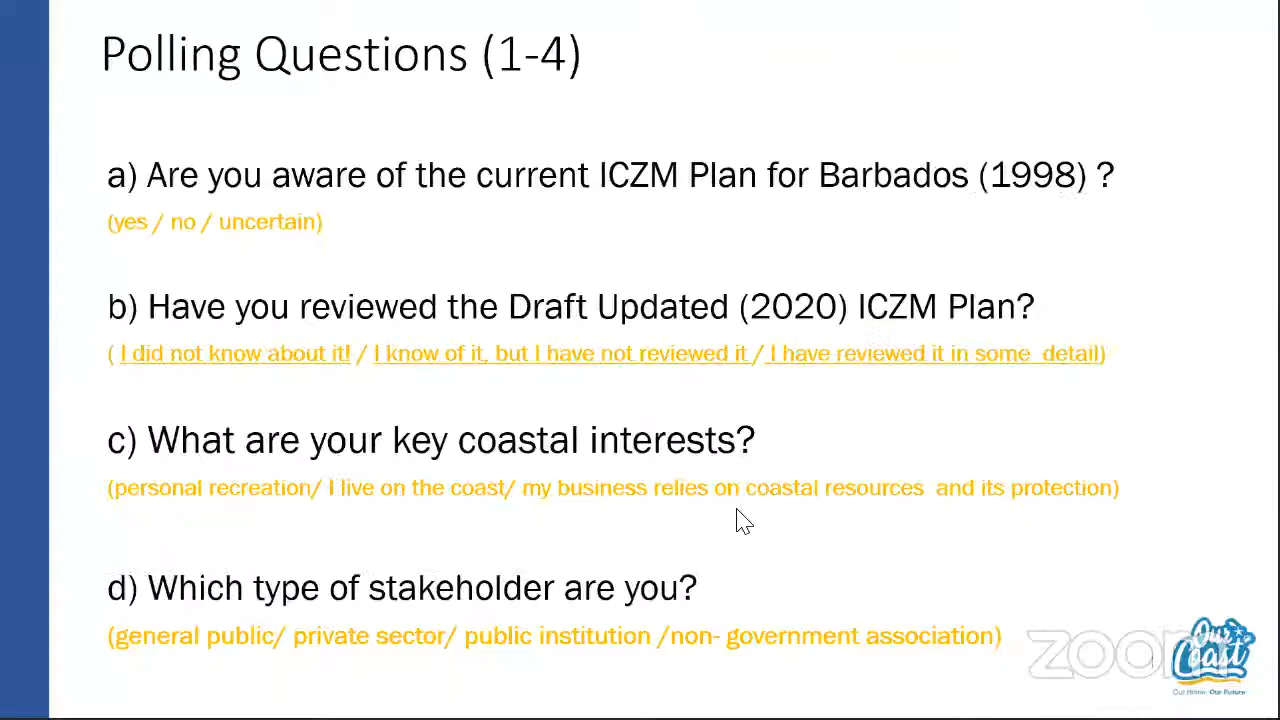 Polling Questions (1-4)
a) Are you aware of the current ICZM Plan for Barbados (1998) ?
(yes / no / uncertain)
b) Have you reviewed the Draft Updated (2020) ICZM Plan?
( I did not know about it! / I know of it, but I have not reviewed it / I have reviewed it in some detail)
c) What are your key coastal interests?
(personal recreation/ I live on the coast/ my business relies on coastal resources and its protection)
d) Which type of stakeholder are you?
(general public/ private sector/ public institution /non- government association)
zoom
Our
Coast
Our Home· Our Future